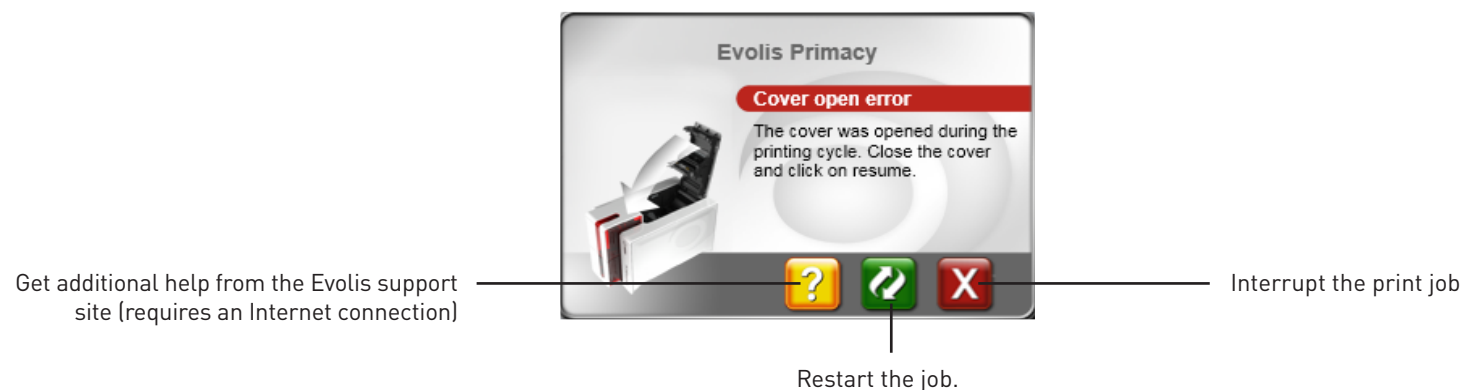 Evolis Primacy
Cover open error
The cover was opened during the
printing cycle. Close the cover
and click on resume.
?
X
Get additional help from the Evolis support
site (requires an Internet connection)
Interrupt the print job
Restart the job.